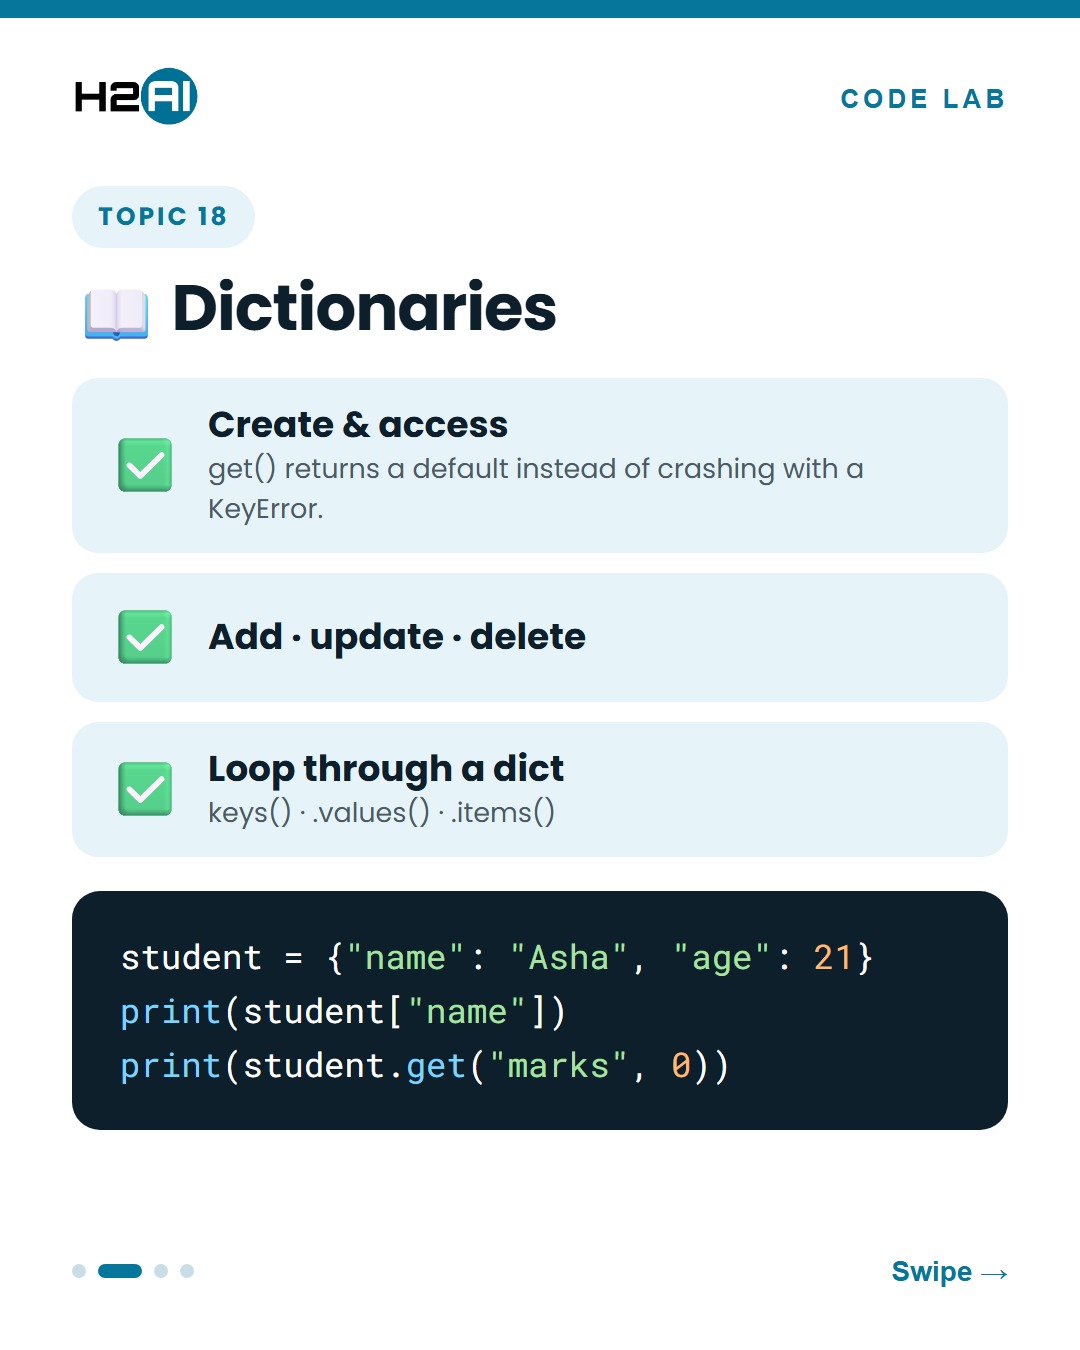 H2AI
CODE LAB
TOPIC 18
Dictionaries
Create & access
get() returns a default instead of crashing with a
KeyError.
Add · update · delete
Loop through a dict
keys() · .values() · .items()
student = {"name": "Asha", "age": 21}
print(student["name"])
print(student.get("marks", 0))
Swipe →